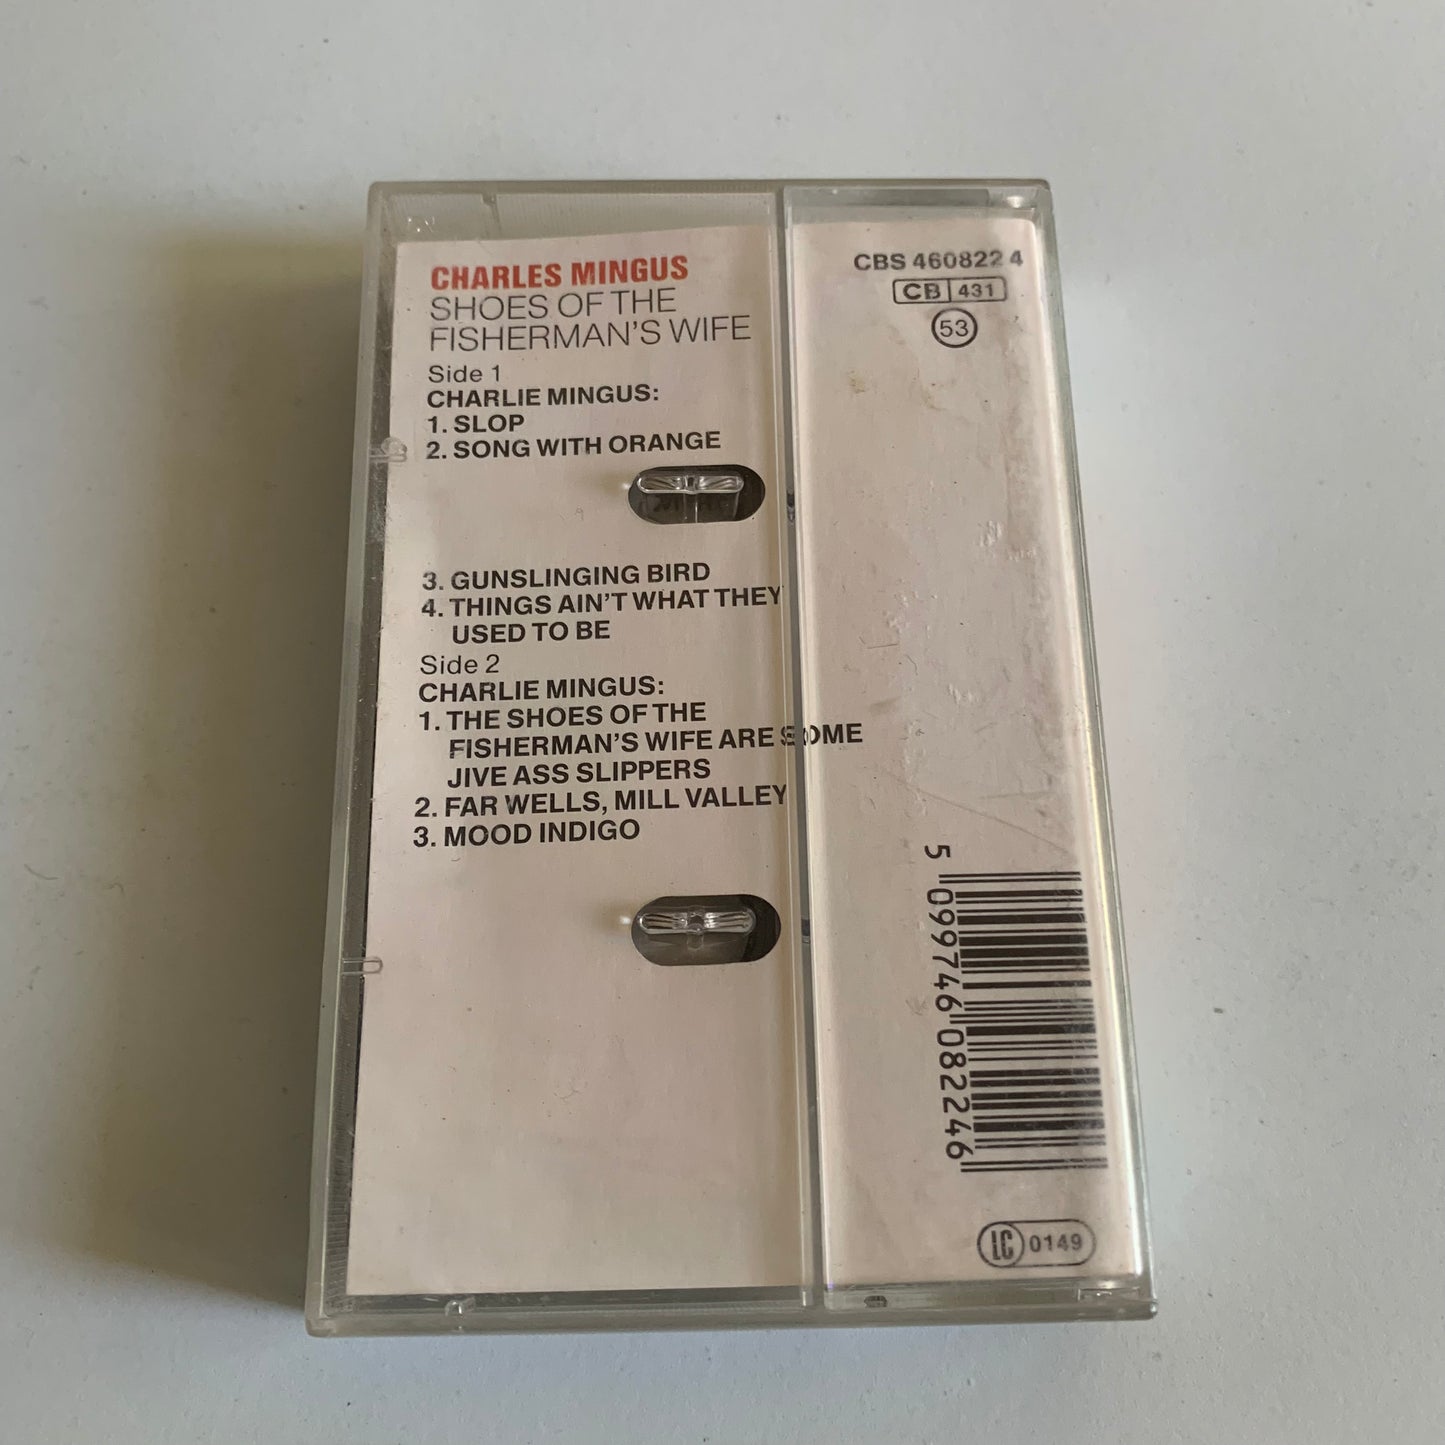 CHARLES MINGUS
SHOES OF THE
FISHERMAN'S WIFE
Side 1
CHARLIE MINGUS:
1. SLOP
2. SONG WITH ORANGE
3. GUNSLINGING BIRD
4. THINGS AIN'T WHAT THEY
USED TO BE
Side 2
CHARLIE MINGUS:
1. THE SHOES OF THE
FISHERMAN'S WIFE ARE SOME
JIVE ASS SLIPPERS
2. FAR WELLS, MILL VALLEY
3. MOOD INDIGO
CBS 460822 4
CB 431
53
5 099746 082246
LC 0149